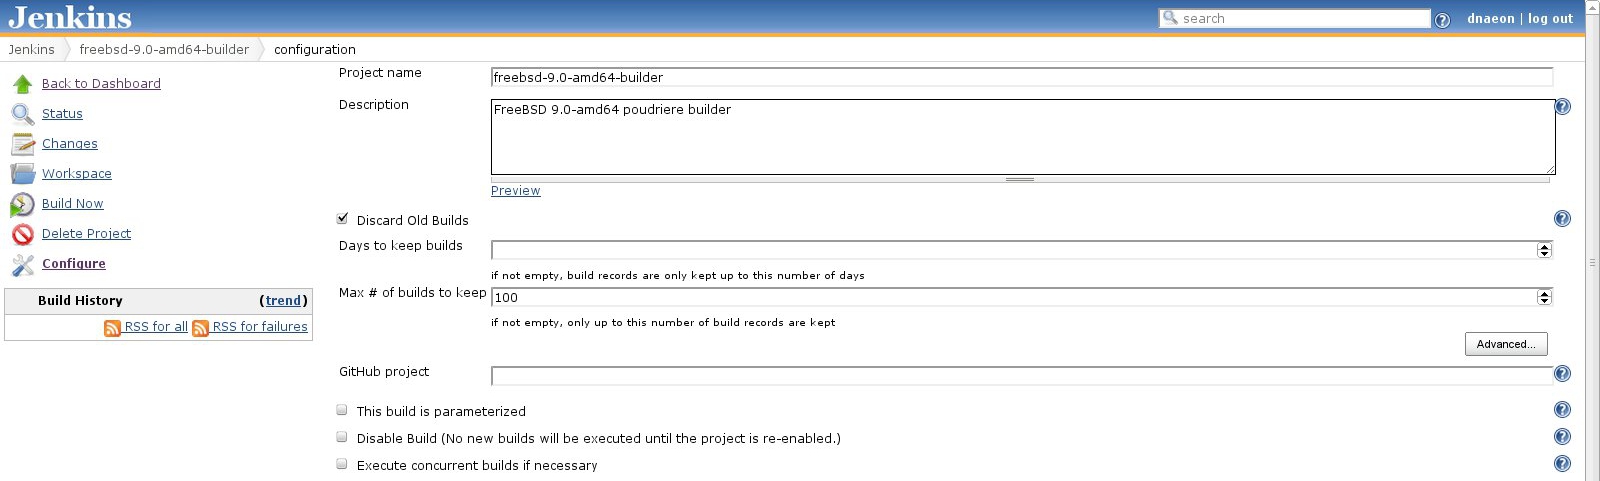 Jenkins
search
dnaeon | log out
Jenkins freebsd-9.0-amd64-builder configuration
Back to Dashboard
Status
Changes
Workspace
Build Now
Delete Project
Configure
Build History (trend)
RSS for all RSS for failures
Project name freebsd-9.0-amd64-builder
Description FreeBSD 9.0-amd64 poudriere builder
Preview
Discard Old Builds
Days to keep builds
if not empty, build records are only kept up to this number of days
Max # of builds to keep 100
if not empty, only up to this number of build records are kept
Advanced...
GitHub project
This build is parameterized
Disable Build (No new builds will be executed until the project is re-enabled.)
Execute concurrent builds if necessary